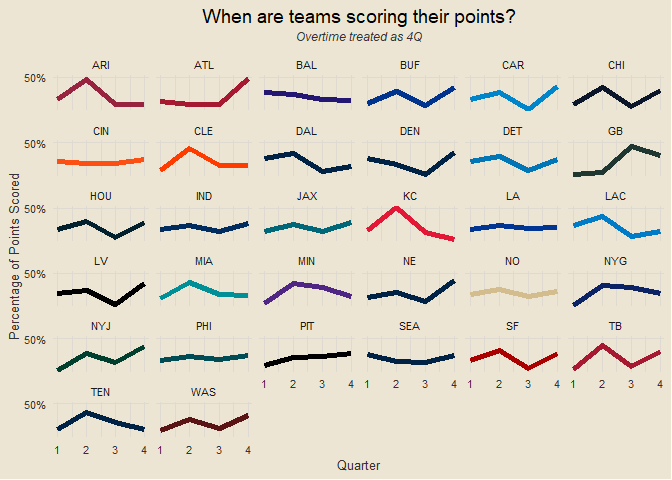 When are teams scoring their points?
Overtime treated as 4Q
ARI ATL BAL BUF CAR CHI
50%
CIN CLE DAL DEN DET GB
50%
HOU IND JAX KC LA LAC
50%
LV MIA MIN NE NO NYG
50%
NYJ PHI PIT SEA SF TB
50%
1 2 3 4 1 2 3 4 1 2 3 4 1 2 3 4
TEN WAS
50%
1 2 3 4 1 2 3 4
Quarter
Percentage of Points Scored